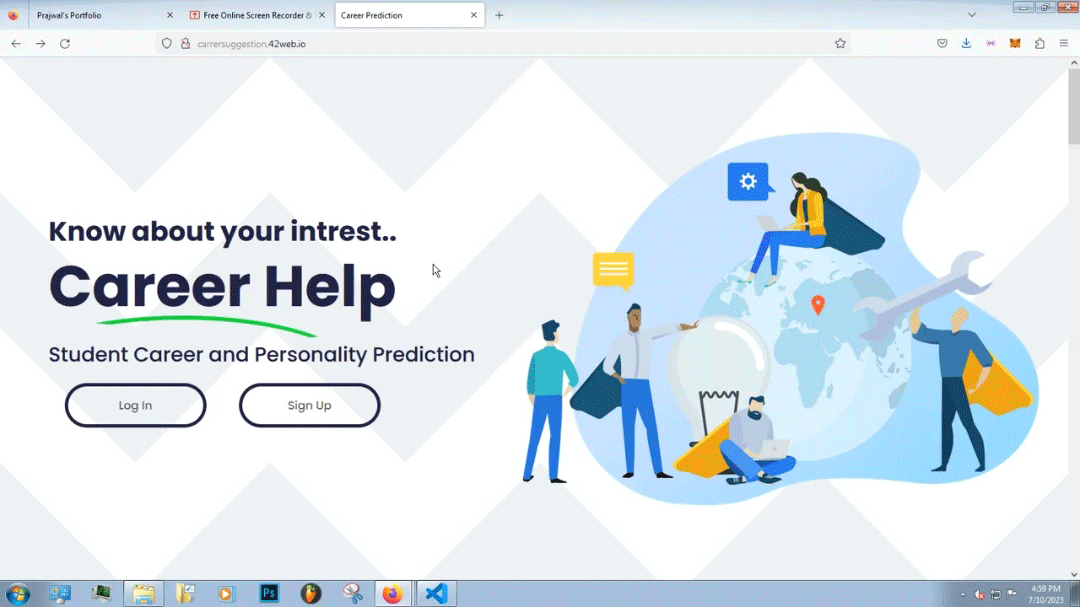 Prajwal's Portfolio
Free Online Screen Recorder &
Career Prediction
carrersuggestion.42web.io
Know about your intrest..
Career Help
Student Career and Personality Prediction
Log In
Sign Up
Ps
4:59 PM
7/10/2023